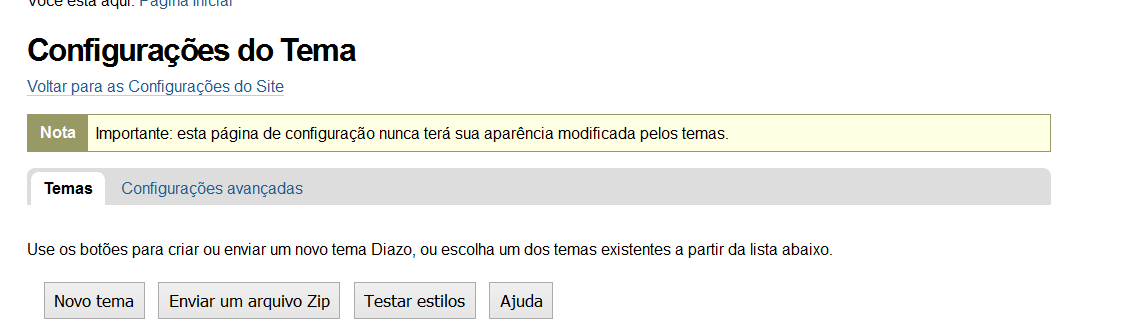 Você está aqui: Página Inicial
Configurações do Tema
Voltar para as Configurações do Site
Nota Importante: esta página de configuração nunca terá sua aparência modificada pelos temas.
Temas Configurações avançadas
Use os botões para criar ou enviar um novo tema Diazo, ou escolha um dos temas existentes a partir da lista abaixo.
Novo tema Enviar um arquivo Zip Testar estilos Ajuda